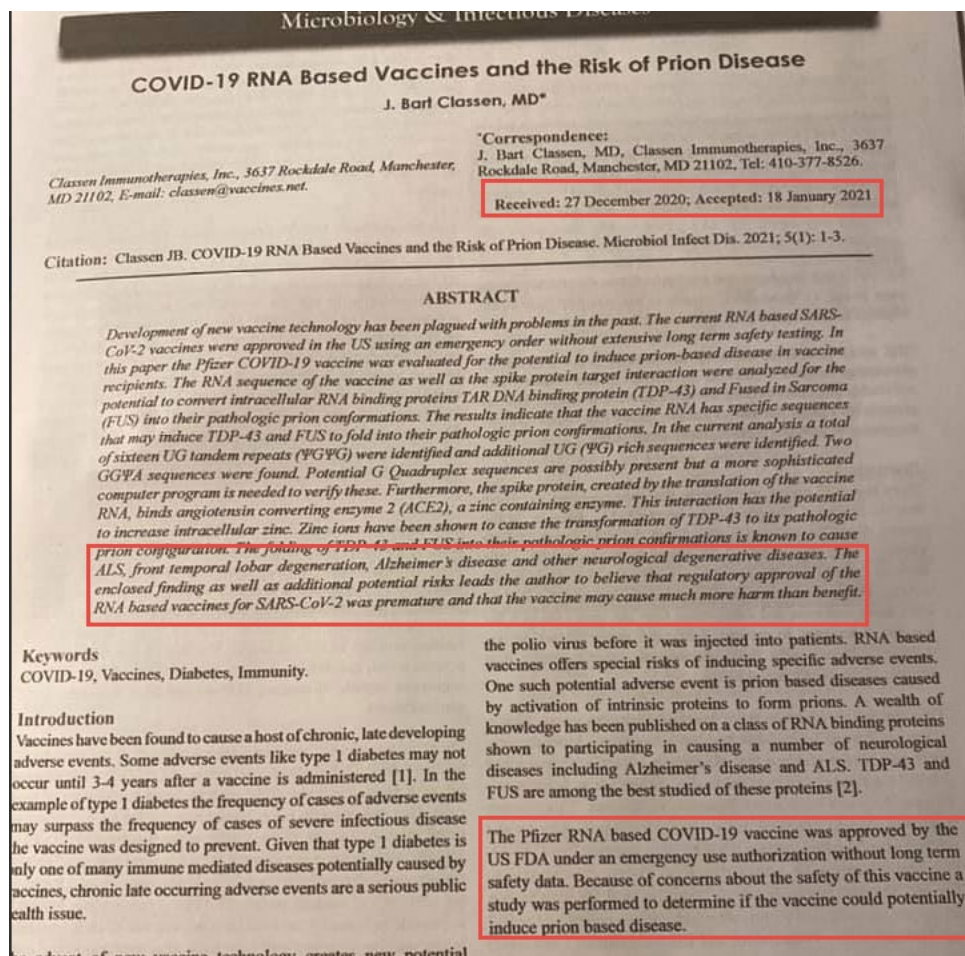 Microbiology & Infectious Diseases
COVID-19 RNA Based Vaccines and the Risk of Prion Disease
J. Bart Classen, MD*
Classen Immunotherapies, Inc., 3637 Rockdale Road, Manchester,
MD 21102, E-mail: classen@vaccines.net.
*Correspondence:
J. Bart Classen, MD, Classen Immunotherapies, Inc., 3637
Rockdale Road, Manchester, MD 21102, Tel: 410-377-8526.
Received: 27 December 2020; Accepted: 18 January 2021
Citation: Classen JB. COVID-19 RNA Based Vaccines and the Risk of Prion Disease. Microbiol Infect Dis. 2021; 5(1): 1-3.
ABSTRACT
Development of new vaccine technology has been plagued with problems in the past. The current RNA based SARS-
CoV-2 vaccines were approved in the US using an emergency order without extensive long term safety testing. In
this paper the Pfizer COVID-19 vaccine was evaluated for the potential to induce prion-based disease in vaccine
recipients. The RNA sequence of the vaccine as well as the spike protein target interaction were analyzed for the
potential to convert intracellular RNA binding proteins TAR DNA binding protein (TDP-43) and Fused in Sarcoma
(FUS) into their pathologic prion conformations. The results indicate that the vaccine RNA has specific sequences
that may induce TDP-43 and FUS to fold into their pathologic prion confirmations. In the current analysis a total
of sixteen UG tandem repeats (ΨGΨG) were identified and additional UG (ΨG) rich sequences were identified. Two
GGΨA sequences were found. Potential G Quadruplex sequences are possibly present but a more sophisticated
computer program is needed to verify these. Furthermore, the spike protein, created by the translation of the vaccine
RNA, binds angiotensin converting enzyme 2 (ACE2), a zinc containing enzyme. This interaction has the potential
to increase intracellular zinc. Zinc ions have been shown to cause the transformation of TDP-43 to its pathologic
prion configuration. The folding of TDP-43 and FUS into their pathologic prion confirmations is known to cause
ALS, front temporal lobar degeneration, Alzheimer's disease and other neurological degenerative diseases. The
enclosed finding as well as additional potential risks leads the author to believe that regulatory approval of the
RNA based vaccines for SARS-CoV-2 was premature and that the vaccine may cause much more harm than benefit.
Keywords
COVID-19, Vaccines, Diabetes, Immunity.
Introduction
Vaccines have been found to cause a host of chronic, late developing
adverse events. Some adverse events like type 1 diabetes may not
occur until 3-4 years after a vaccine is administered [1]. In the
example of type 1 diabetes the frequency of cases of adverse events
may surpass the frequency of cases of severe infectious disease
he vaccine was designed to prevent. Given that type 1 diabetes is
nly one of many immune mediated diseases potentially caused by
accines, chronic late occurring adverse events are a serious public
ealth issue.
new vaccine technology creates new potential
the polio virus before it was injected into patients. RNA based
vaccines offers special risks of inducing specific adverse events.
One such potential adverse event is prion based diseases caused
by activation of intrinsic proteins to form prions. A wealth of
knowledge has been published on a class of RNA binding proteins
shown to participating in causing a number of neurological
diseases including Alzheimer's disease and ALS. TDP-43 and
FUS are among the best studied of these proteins [2].
The Pfizer RNA based COVID-19 vaccine was approved by the
US FDA under an emergency use authorization without long term
safety data. Because of concerns about the safety of this vaccine a
study was performed to determine if the vaccine could potentially
induce prion based disease.